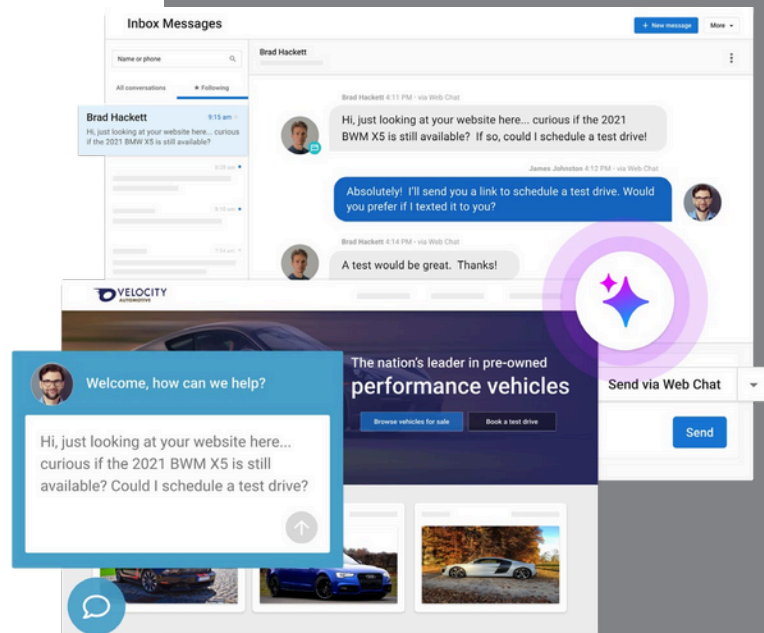 Inbox Messages
+ New message
More
Name or phone
Brad Hackett
All conversations
★ Following
Brad Hackett 4:11 PM - via Web Chat
Brad Hackett
9:15 am
Hi, just looking at your website here... curious
if the 2021 BMW X5 is still available?
Hi, just looking at your website here... curious if the 2021
BWM X5 is still available? If so, could I schedule a test drive!
James Johnston 4:12 PM - via Web Chat
Absolutely! I'll send you a link to schedule a test drive. Would
you prefer if I texted it to you?
Brad Hackett 4:14 PM - via Web Chat
A test would be great. Thanks!
VELOCITY
AUTOMOTIVE
The nation's leader in pre-owned
performance vehicles
Browse vehicles for sale
Book a test drive
Send via Web Chat
Send
Welcome, how can we help?
Hi, just looking at your website here...
curious if the 2021 BWM X5 is still
available? Could I schedule a test drive?